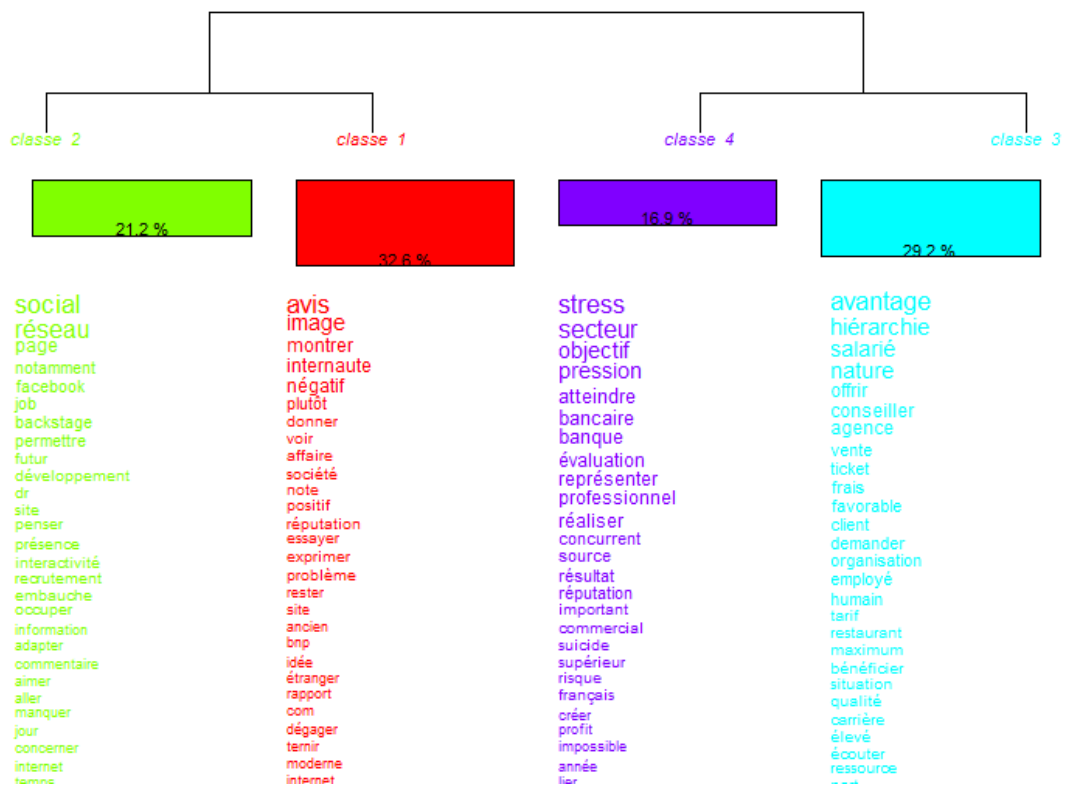 classe 2
classe 1
classe 4
classe 3
21.2 %
32.6 %
16.9 %
29.2 %
social
réseau
page
notamment
facebook
job
backstage
permettre
futur
développement
dr
site
penser
présence
interactivité
recrutement
embauche
occuper
information
adapter
commentaire
aimer
aller
manquer
jour
concerner
internet
temps
avis
image
montrer
internaute
négatif
plutôt
donner
voir
affaire
société
note
positif
réputation
essayer
exprimer
problème
rester
site
ancien
bnp
idée
étranger
rapport
com
dégager
ternir
moderne
internet
stress
secteur
objectif
pression
atteindre
bancaire
banque
évaluation
représenter
professionnel
réaliser
concurrent
source
résultat
réputation
important
commercial
suicide
supérieur
risque
français
créer
profit
impossible
année
lier
avantage
hiérarchie
salarié
nature
offrir
conseiller
agence
vente
ticket
frais
favorable
client
demander
organisation
employé
humain
tarif
restaurant
maximum
bénéficier
situation
qualité
carrière
élevé
écouter
ressource